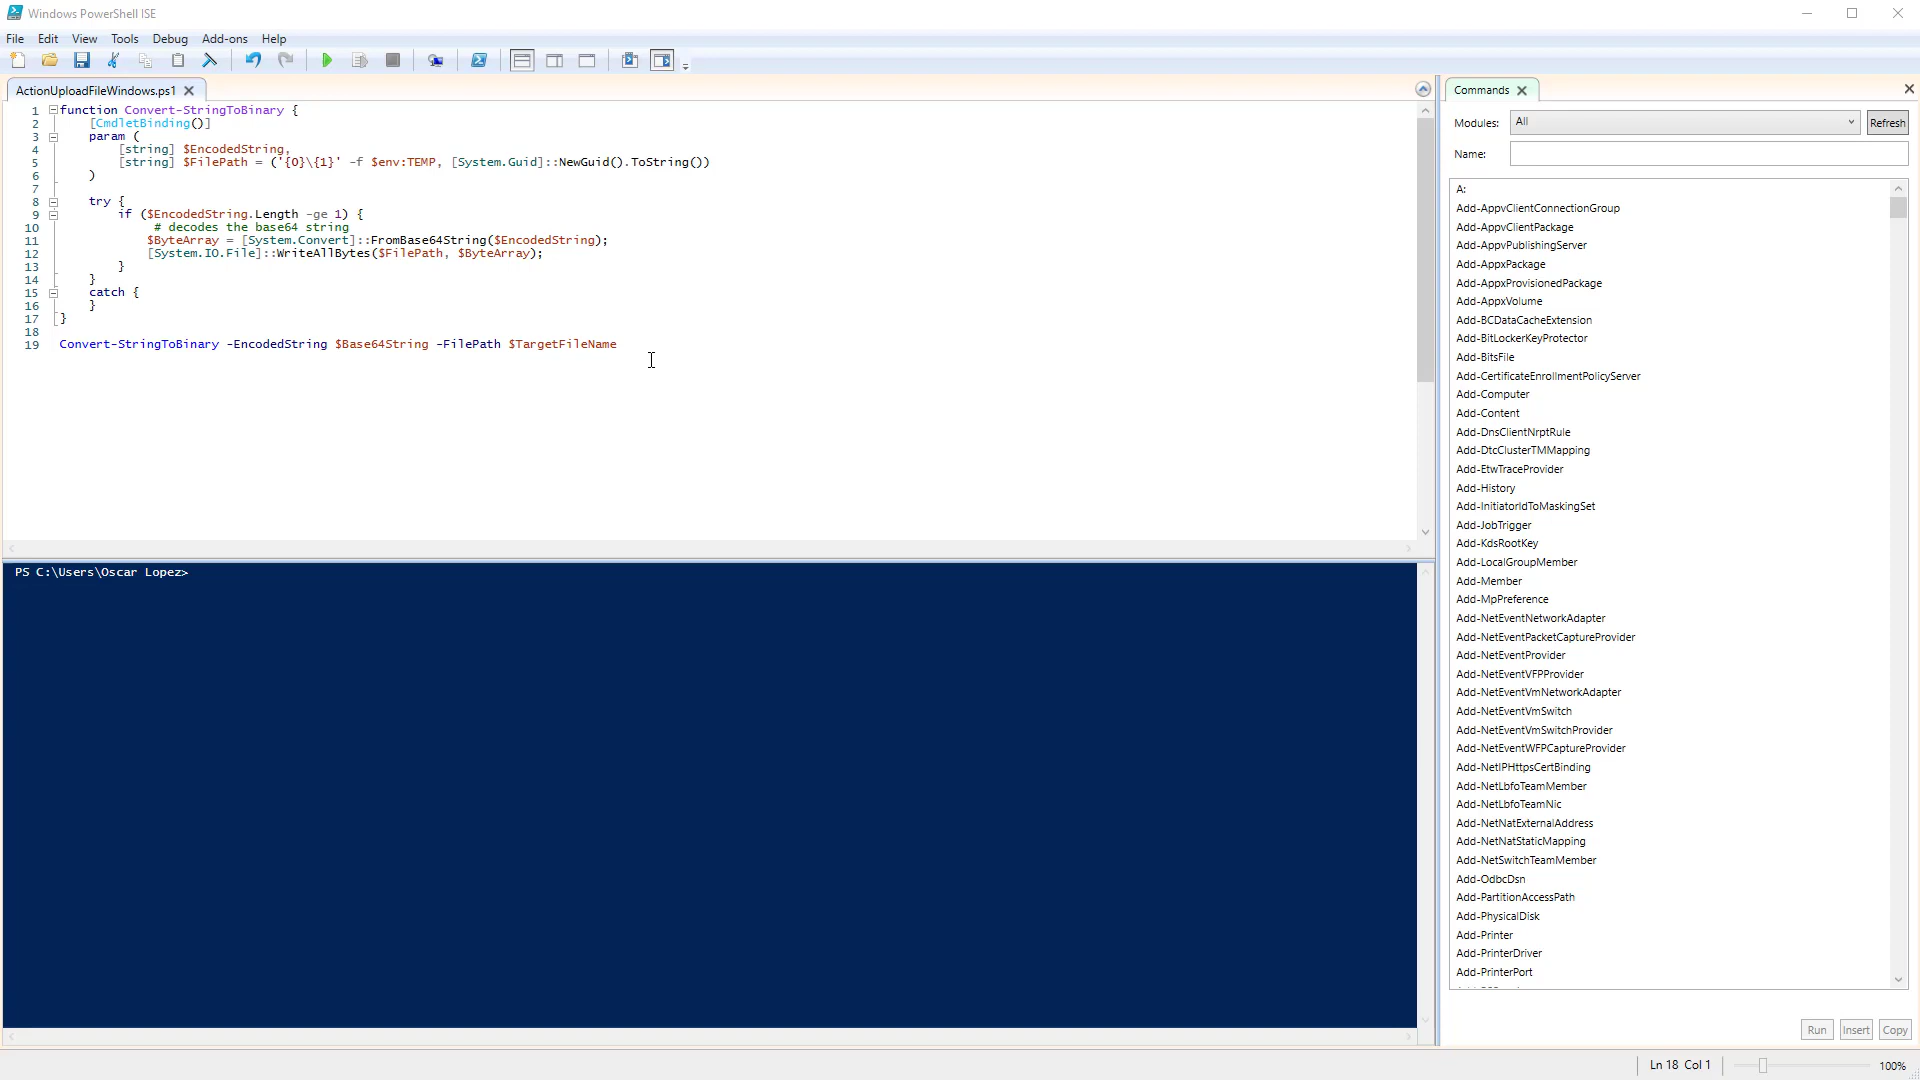 Windows PowerShell ISE
File Edit View Tools Debug Add-ons Help
ActionUploadFileWindows.ps1
1 function Convert-StringToBinary {
2 [CmdletBinding()]
3 param (
4 [string] $EncodedString,
5 [string] $FilePath = ('{0}\{1}' -f $env:TEMP, [System.Guid]::NewGuid().ToString())
6 )
7
8 try {
9 if ($EncodedString.Length -ge 1) {
10 # decodes the base64 string
11 $ByteArray = [System.Convert]::FromBase64String($EncodedString);
12 [System.IO.File]::WriteAllBytes($FilePath, $ByteArray);
13 }
14 }
15 catch {
16 }
17 }
18
19 Convert-StringToBinary -EncodedString $Base64String -FilePath $TargetFileName
PS C:\Users\Oscar Lopez>
Commands
Modules: All Refresh
Name:
A:
Add-AppvClientConnectionGroup
Add-AppvClientPackage
Add-AppvPublishingServer
Add-AppxPackage
Add-AppxProvisionedPackage
Add-AppxVolume
Add-BCDataCacheExtension
Add-BitLockerKeyProtector
Add-BitsFile
Add-CertificateEnrollmentPolicyServer
Add-Computer
Add-Content
Add-DnsClientNrptRule
Add-DtcClusterTMMapping
Add-EtwTraceProvider
Add-History
Add-InitiatorIdToMaskingSet
Add-JobTrigger
Add-KdsRootKey
Add-LocalGroupMember
Add-Member
Add-MpPreference
Add-NetEventNetworkAdapter
Add-NetEventPacketCaptureProvider
Add-NetEventProvider
Add-NetEventVFPProvider
Add-NetEventVmNetworkAdapter
Add-NetEventVmSwitch
Add-NetEventVmSwitchProvider
Add-NetEventWFPCaptureProvider
Add-NetIPHttpsCertBinding
Add-NetLbfoTeamMember
Add-NetLbfoTeamNic
Add-NetNatExternalAddress
Add-NetNatStaticMapping
Add-NetSwitchTeamMember
Add-OdbcDsn
Add-PartitionAccessPath
Add-PhysicalDisk
Add-Printer
Add-PrinterDriver
Add-PrinterPort
Run Insert Copy
Ln 18 Col 1 100%